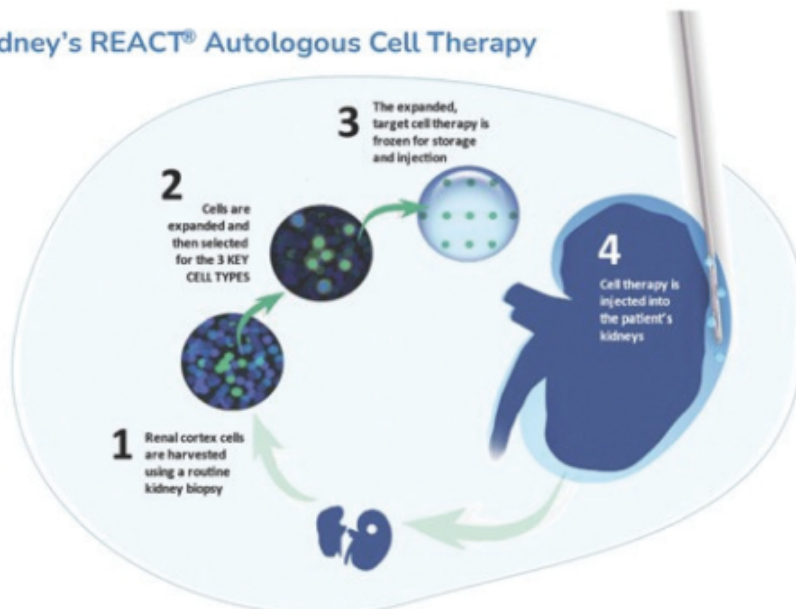 dney's REACT® Autologous Cell Therapy
1
Renal cortex cells
are harvested
using a routine
kidney biopsy
2
Cells are
expanded and
then selected
for the 3 KEY
CELL TYPES
3
The expanded,
target cell therapy is
frozen for storage
and injection
4
Cell therapy is
injected into
the patient's
kidneys